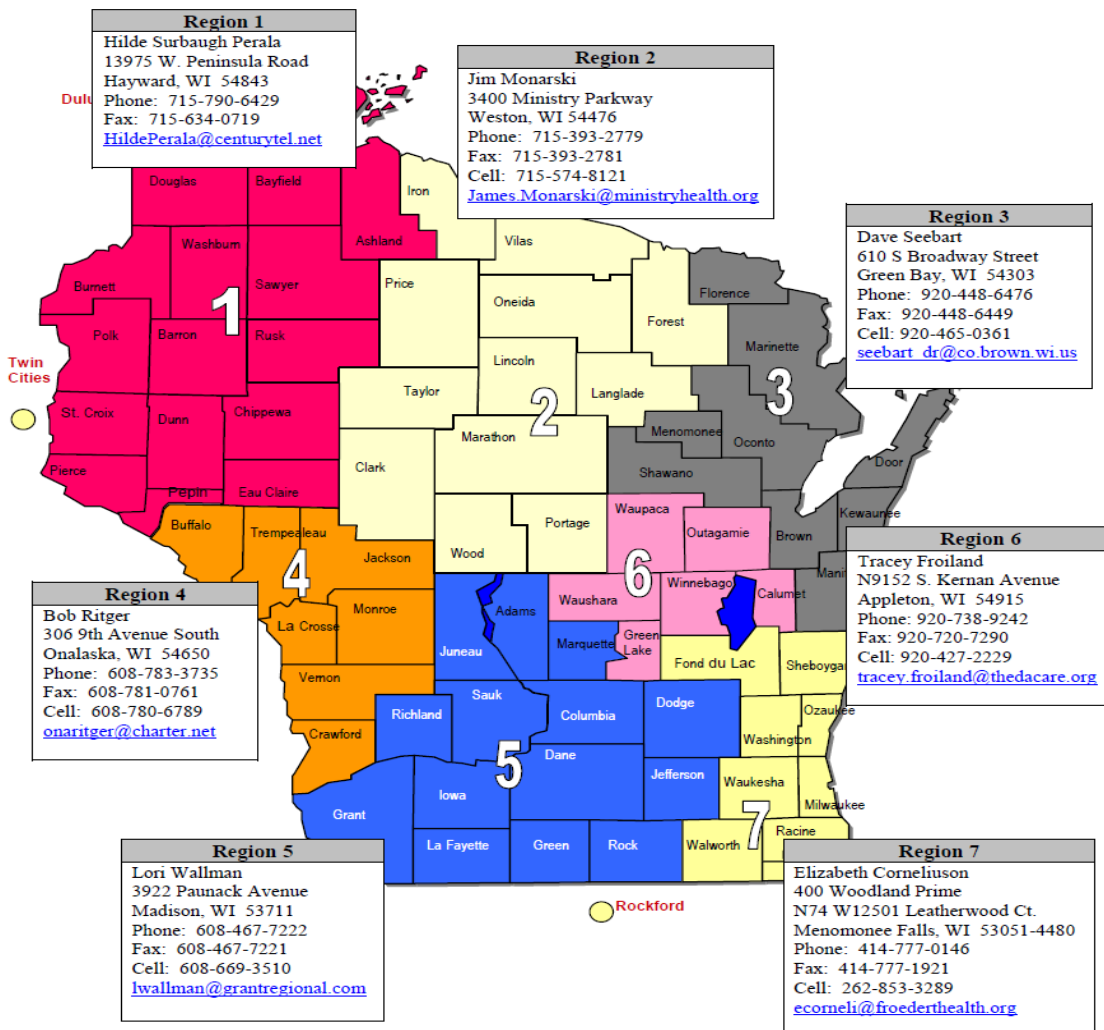 Region 1
Hilde Surbaugh Perala
13975 W. Peninsula Road
Hayward, WI 54843
Phone: 715-790-6429
Fax: 715-634-0719
HildePerala@centurytel.net
Region 2
Jim Monarski
3400 Ministry Parkway
Weston, WI 54476
Phone: 715-393-2779
Fax: 715-393-2781
Cell: 715-574-8121
James.Monarski@ministryhealth.org
Region 3
Dave Seebart
610 S Broadway Street
Green Bay, WI 54303
Phone: 920-448-6476
Fax: 920-448-6449
Cell: 920-465-0361
seebart_dr@co.brown.wi.us
Douglas
Bayfield
Iron
Ashland
Vilas
Washburn
Burnett
Sawyer
Price
Florence
Oneida
Forest
1
Polk
Barron
Rusk
Marinette
Twin
Cities
Lincoln
3
Taylor
Langlade
2
St. Croix
Dunn
Chippewa
Marathon
Menomonee
Oconto
Clark
Shawano
Door
Pierce
Pepin
Eau Claire
Buffalo
Trempealeau
Waupaca
Portage
Outagamie
Kewaunee
Brown
Jackson
Wood
4
6
Winnebago
Calumet
Waushara
Monroe
Adams
La Crosse
Juneau
Marquette
Green
Lake
Fond du Lac
Sheboygan
Vernon
Sauk
Richland
Columbia
Dodge
Ozaukee
Crawford
Washington
Dane
5
Jefferson
Waukesha
Iowa
Milwaukee
Grant
7
Racine
La Fayette
Green
Rock
Walworth
Region 6
Tracey Froiland
N9152 S. Kernan Avenue
Appleton, WI 54915
Phone: 920-738-9242
Fax: 920-720-7290
Cell: 920-427-2229
tracey.froiland@thedacare.org
Region 4
Bob Ritger
306 9th Avenue South
Onalaska, WI 54650
Phone: 608-783-3735
Fax: 608-781-0761
Cell: 608-780-6789
onaritger@charter.net
Region 5
Lori Wallman
3922 Paunack Avenue
Madison, WI 53711
Phone: 608-467-7222
Fax: 608-467-7221
Cell: 608-669-3510
lwallman@grantregional.com
Rockford
Region 7
Elizabeth Corneliuson
400 Woodland Prime
N74 W12501 Leatherwood Ct.
Menomonee Falls, WI 53051-4480
Phone: 414-777-0146
Fax: 414-777-1921
Cell: 262-853-3289
ecorneli@froederthealth.org